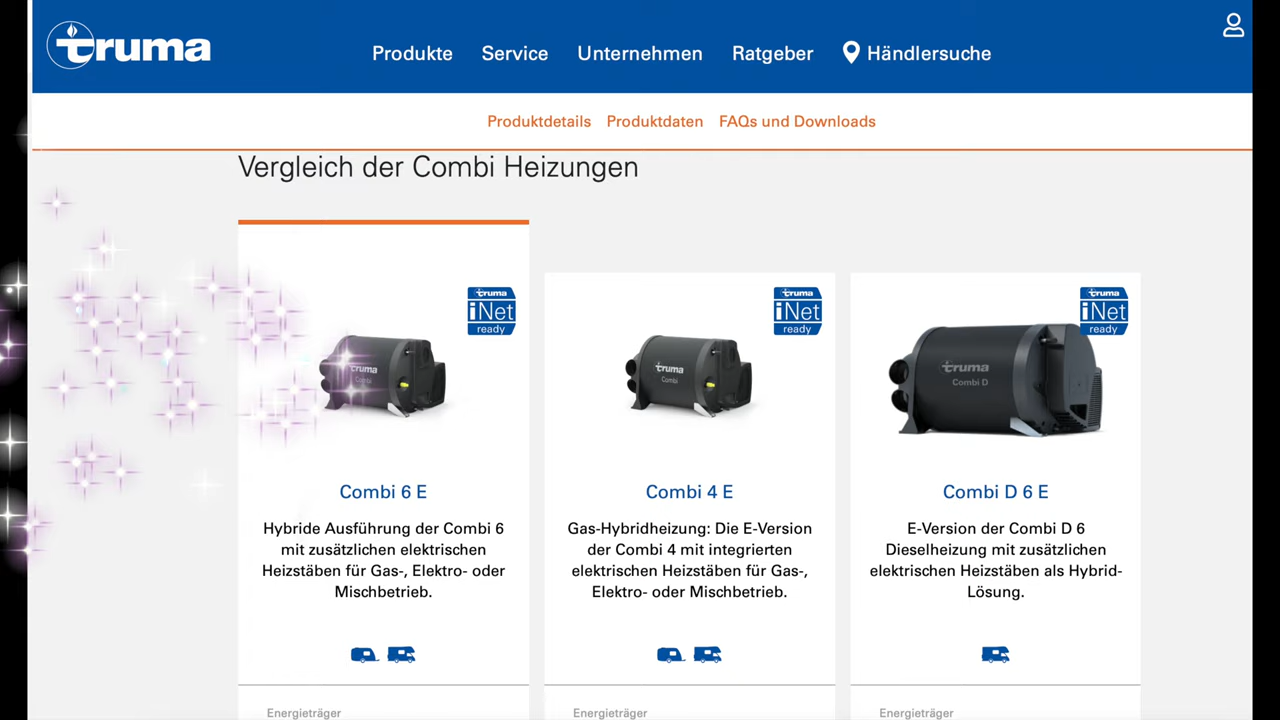 truma
Produkte Service Unternehmen Ratgeber Händlersuche
Produktdetails Produktdaten FAQs und Downloads
Vergleich der Combi Heizungen
truma
iNet
ready
truma
Combi
Combi 6 E
Hybride Ausführung der Combi 6
mit zusätzlichen elektrischen
Heizstäben für Gas-, Elektro- oder
Mischbetrieb.
Energieträger
truma
iNet
ready
truma
Combi
Combi 4 E
Gas-Hybridheizung: Die E-Version
der Combi 4 mit integrierten
elektrischen Heizstäben für Gas-,
Elektro- oder Mischbetrieb.
Energieträger
truma
iNet
ready
truma
Combi D
Combi D 6 E
E-Version der Combi D 6
Dieselheizung mit zusätzlichen
elektrischen Heizstäben als Hybrid-
Lösung.
Energieträger